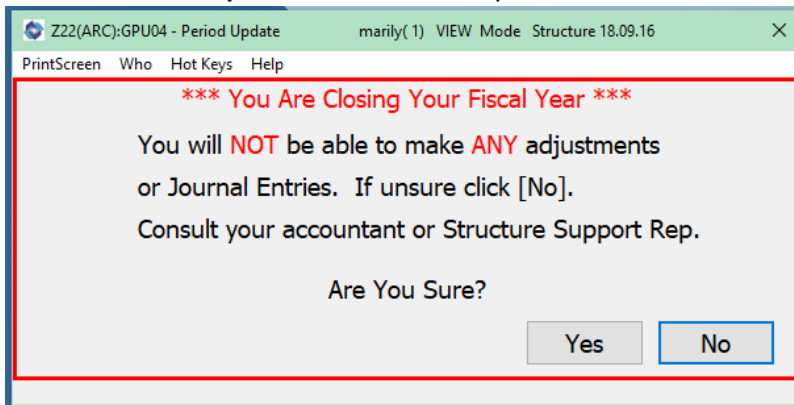 Z22(ARC):GPU04 - Period Update marily( 1) VIEW Mode Structure 18.09.16
PrintScreen Who Hot Keys Help
*** You Are Closing Your Fiscal Year ***
You will NOT be able to make ANY adjustments
or Journal Entries. If unsure click [No].
Consult your accountant or Structure Support Rep.
Are You Sure?
Yes No